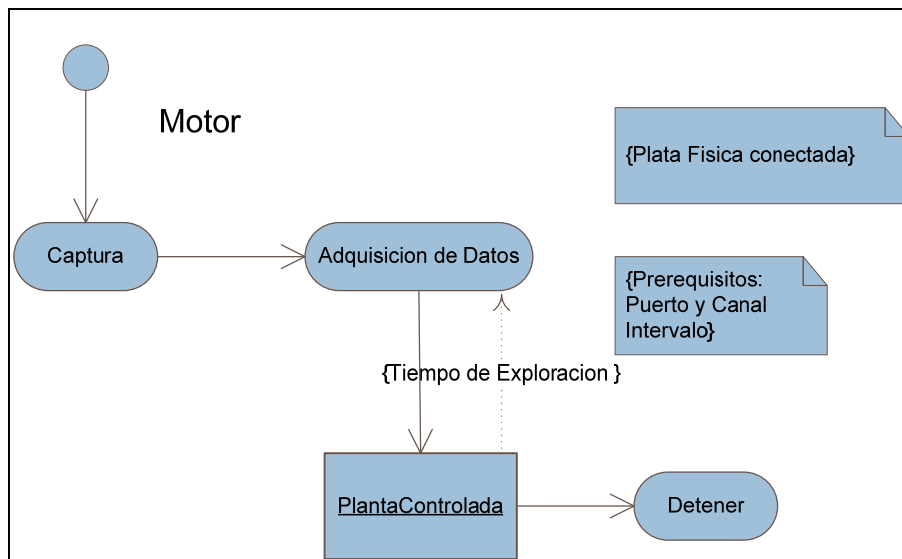 Motor
{Plata Fisica conectada}
Captura
Adquisicion de Datos
{Prerequisitos:
Puerto y Canal
Intervalo}
{Tiempo de Exploracion }
PlantaControlada
Detener